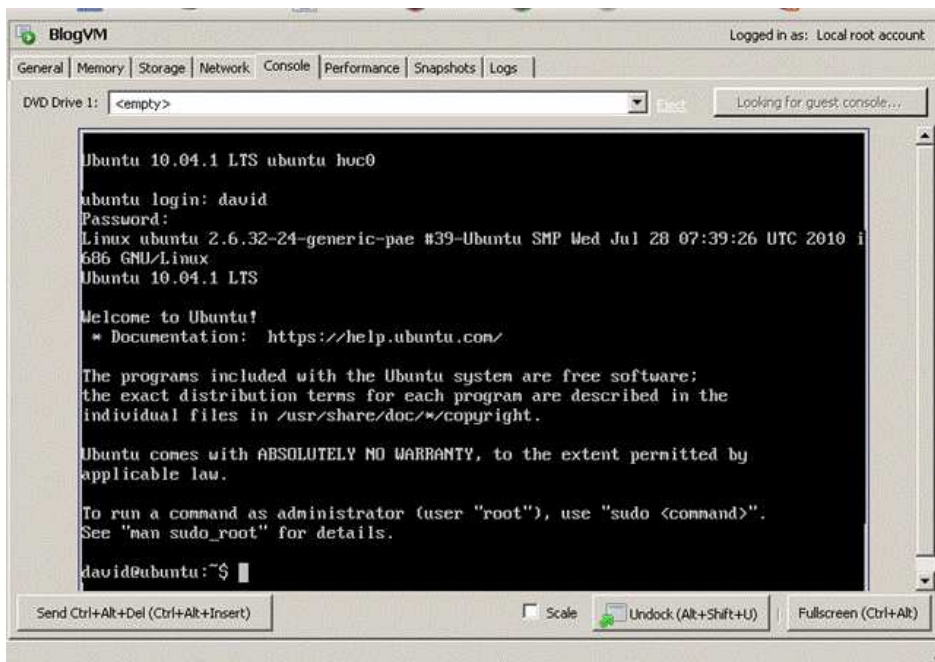 BlogVM
Logged in as: Local root account
General Memory Storage Network Console Performance Snapshots Logs
DVD Drive 1: <empty> Eject Looking for guest console...
Ubuntu 10.04.1 LTS ubuntu hvc0
ubuntu login: david
Password:
Linux ubuntu 2.6.32-24-generic-pae #39-Ubuntu SMP Wed Jul 28 07:39:26 UTC 2010 i
686 GNU/Linux
Ubuntu 10.04.1 LTS
Welcome to Ubuntu!
* Documentation: https://help.ubuntu.com/
The programs included with the Ubuntu system are free software;
the exact distribution terms for each program are described in the
individual files in /usr/share/doc/*/copyright.
Ubuntu comes with ABSOLUTELY NO WARRANTY, to the extent permitted by
applicable law.
To run a command as administrator (user "root"), use "sudo <command>".
See "man sudo_root" for details.
david@ubuntu:~$
Send Ctrl+Alt+Del (Ctrl+Alt+Insert) Scale Undock (Alt+Shift+U) Fullscreen (Ctrl+Alt)